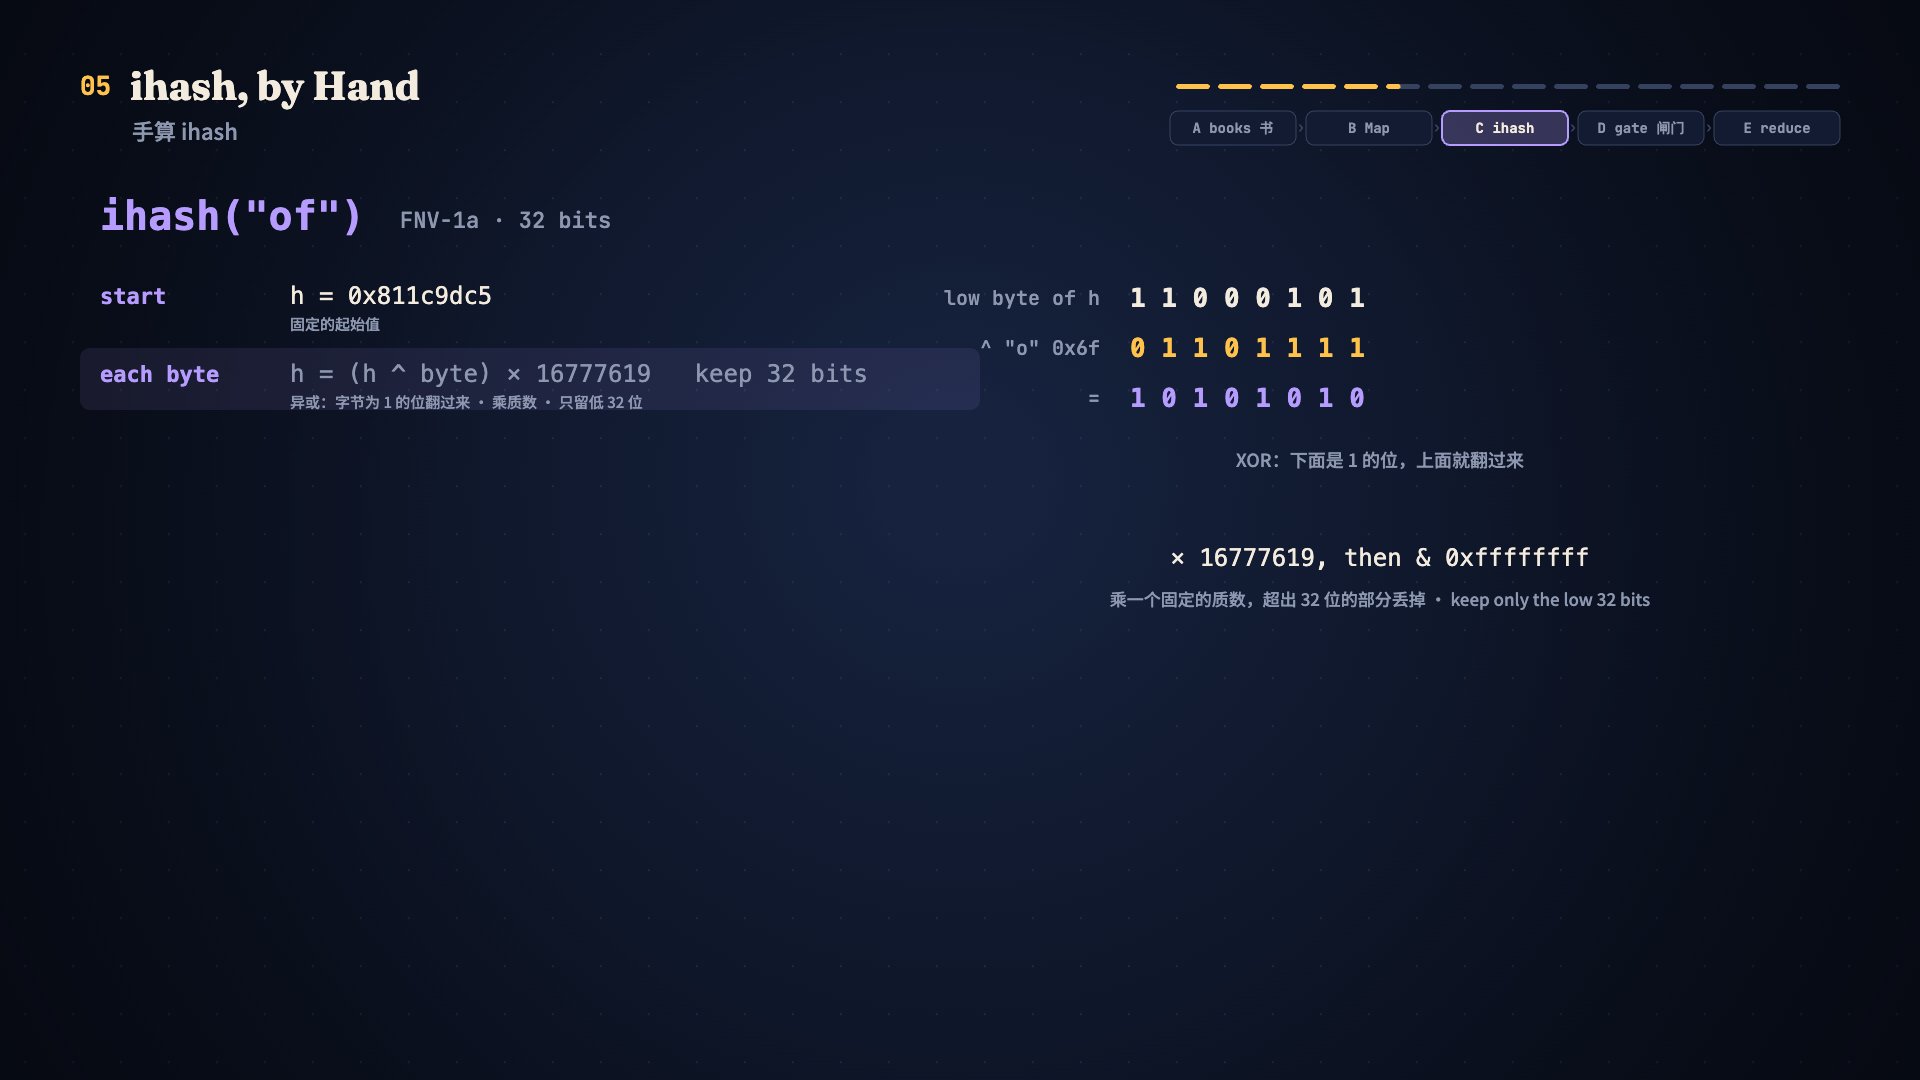 05 ihash, by Hand
手算 ihash
A books 书 › B Map › C ihash › D gate 闸门 › E reduce
ihash("of") FNV-1a · 32 bits
start h = 0x811c9dc5
固定的起始值
each byte h = (h ^ byte) × 16777619 keep 32 bits
异或：字节为 1 的位翻过来 · 乘质数 · 只留低 32 位
low byte of h 1 1 0 0 0 1 0 1
^ "o" 0x6f 0 1 1 0 1 1 1 1
= 1 0 1 0 1 0 1 0
XOR：下面是 1 的位，上面就翻过来
× 16777619, then & 0xffffffff
乘一个固定的质数，超出 32 位的部分丢掉 · keep only the low 32 bits